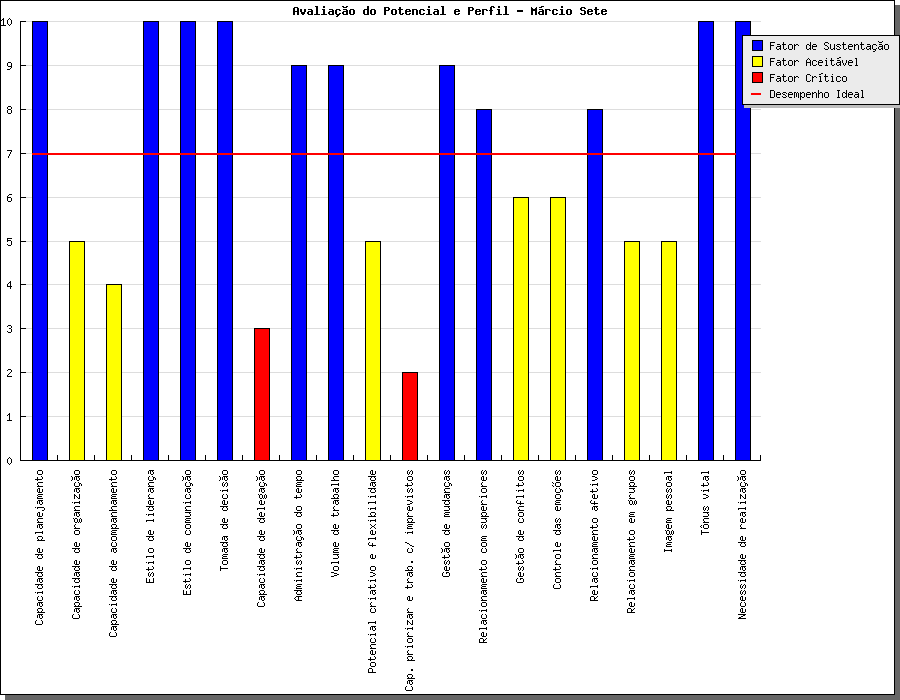 Avaliação do Potencial e Perfil - Márcio Sete
10
9
8
7
6
5
4
3
2
1
0
Fator de Sustentação
Fator Aceitável
Fator Crítico
Desempenho Ideal
Capacidade de planejamento
Capacidade de organização
Capacidade de acompanhamento
Estilo de liderança
Estilo de comunicação
Tomada de decisão
Capacidade de delegação
Administração do tempo
Volume de trabalho
Potencial criativo e flexibilidade
Cap. priorizar e trab. c/ imprevistos
Gestão de mudanças
Relacionamento com superiores
Gestão de conflitos
Controle das emoções
Relacionamento afetivo
Relacionamento em grupos
Imagem pessoal
Tônus vital
Necessidade de realização